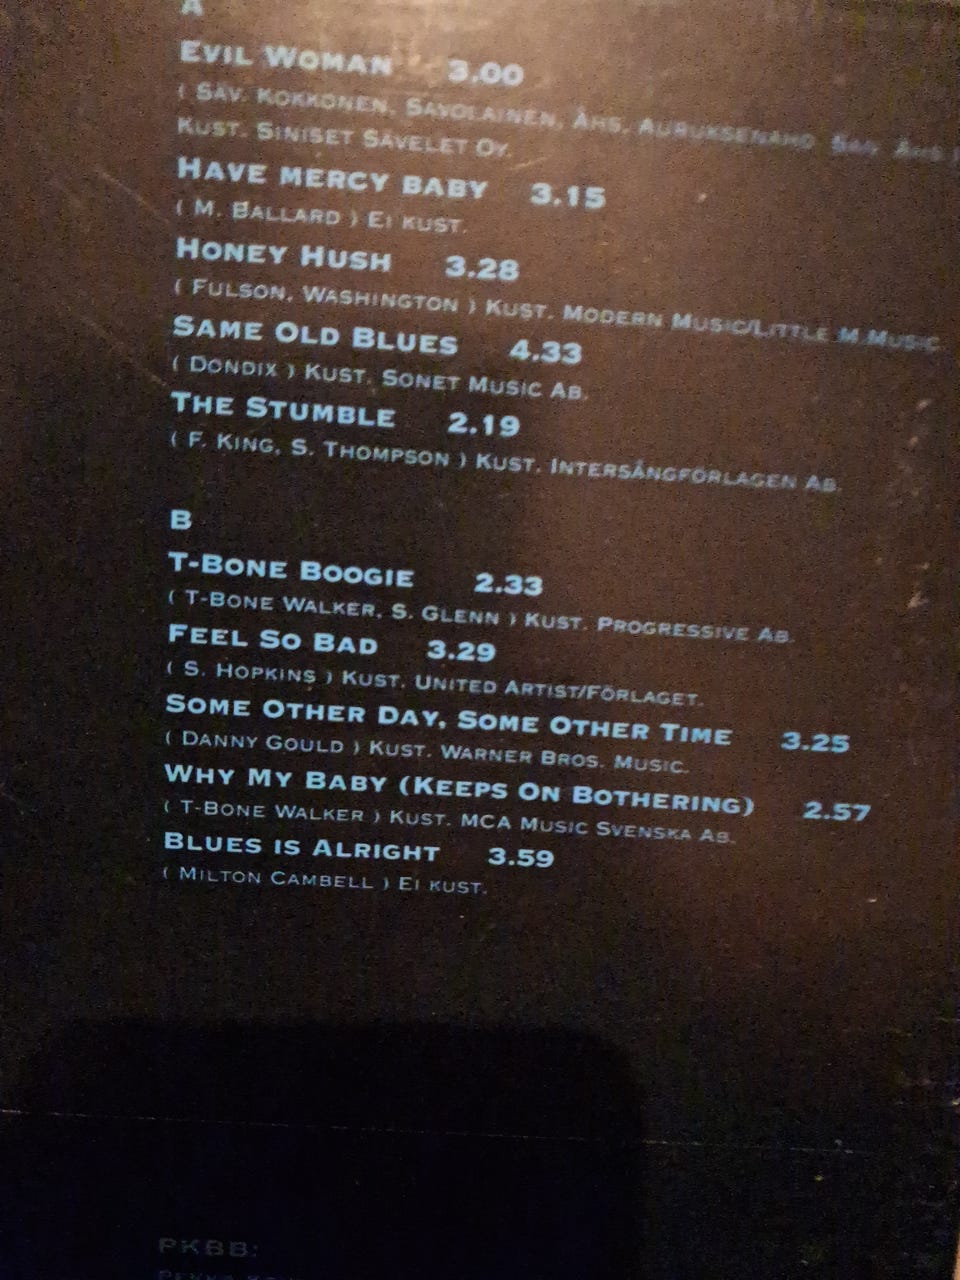 A
EVIL WOMAN 3.00
( SÄV. KOKKONEN, SAVOLAINEN, ÅHS, AURUKSENAHO SAN. ÅHS
KUST. SINISET SÄVELET OY.
HAVE MERCY BABY 3.15
( M. BALLARD ) EI KUST.
HONEY HUSH 3.28
( FULSON, WASHINGTON ) KUST. MODERN MUSIC/LITTLE M MUSIC
SAME OLD BLUES 4.33
( DONDIX ) KUST. SONET MUSIC AB.
THE STUMBLE 2.19
( F. KING, S. THOMPSON ) KUST. INTERSÅNGFÖRLAGEN AB.
B
T-BONE BOOGIE 2.33
( T-BONE WALKER, S. GLENN ) KUST. PROGRESSIVE AB.
FEEL SO BAD 3.29
( S. HOPKINS ) KUST. UNITED ARTIST/FÖRLAGET.
SOME OTHER DAY, SOME OTHER TIME 3.25
( DANNY GOULD ) KUST. WARNER BROS. MUSIC.
WHY MY BABY (KEEPS ON BOTHERING) 2.57
( T-BONE WALKER ) KUST. MCA MUSIC SVENSKA AB.
BLUES IS ALRIGHT 3.59
( MILTON CAMBELL ) EI KUST.
PKBB: